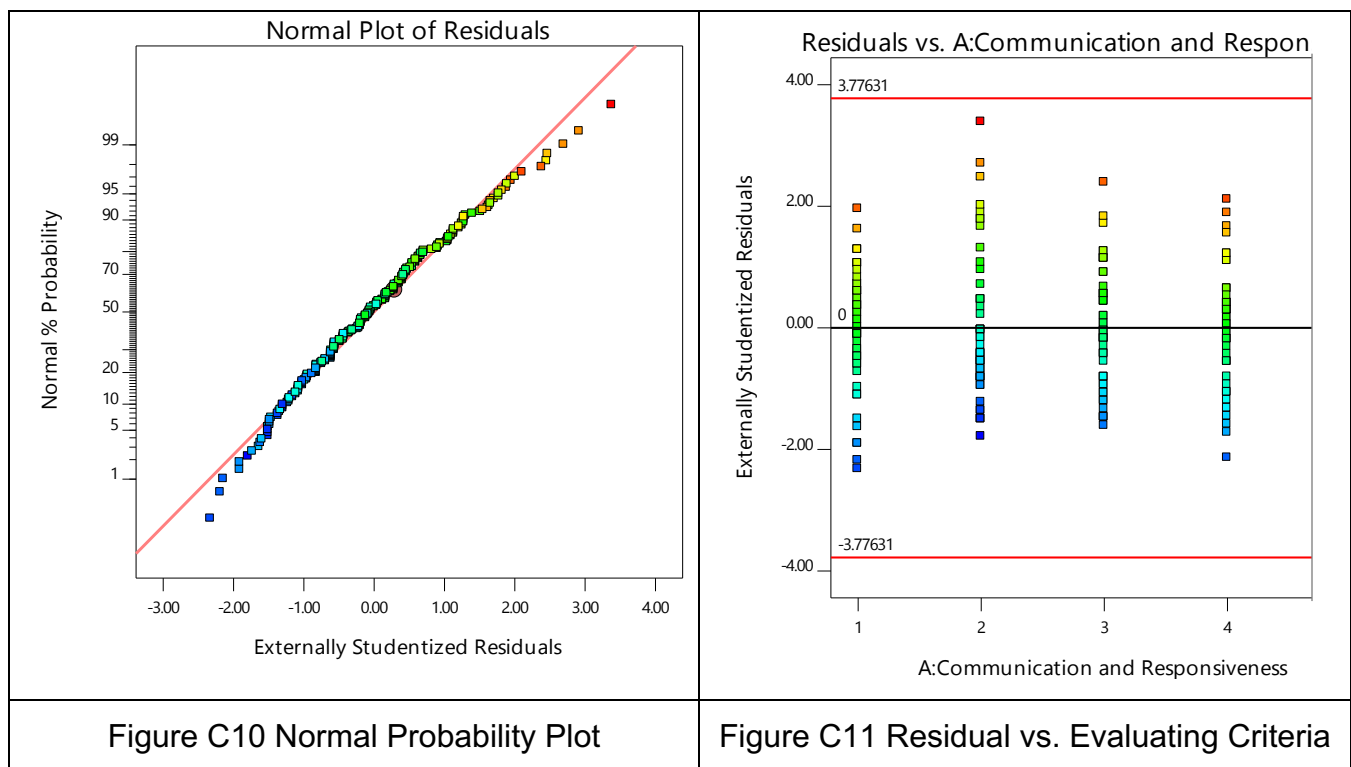 Normal Plot of Residuals
Normal % Probability
99
95
90
70
50
20
10
5
1
-3.00 -2.00 -1.00 0.00 1.00 2.00 3.00 4.00
Externally Studentized Residuals
Figure C10 Normal Probability Plot
Residuals vs. A:Communication and Respon
Externally Studentized Residuals
4.00
3.77631
2.00
0
0.00
-2.00
-3.77631
-4.00
1 2 3 4
A:Communication and Responsiveness
Figure C11 Residual vs. Evaluating Criteria